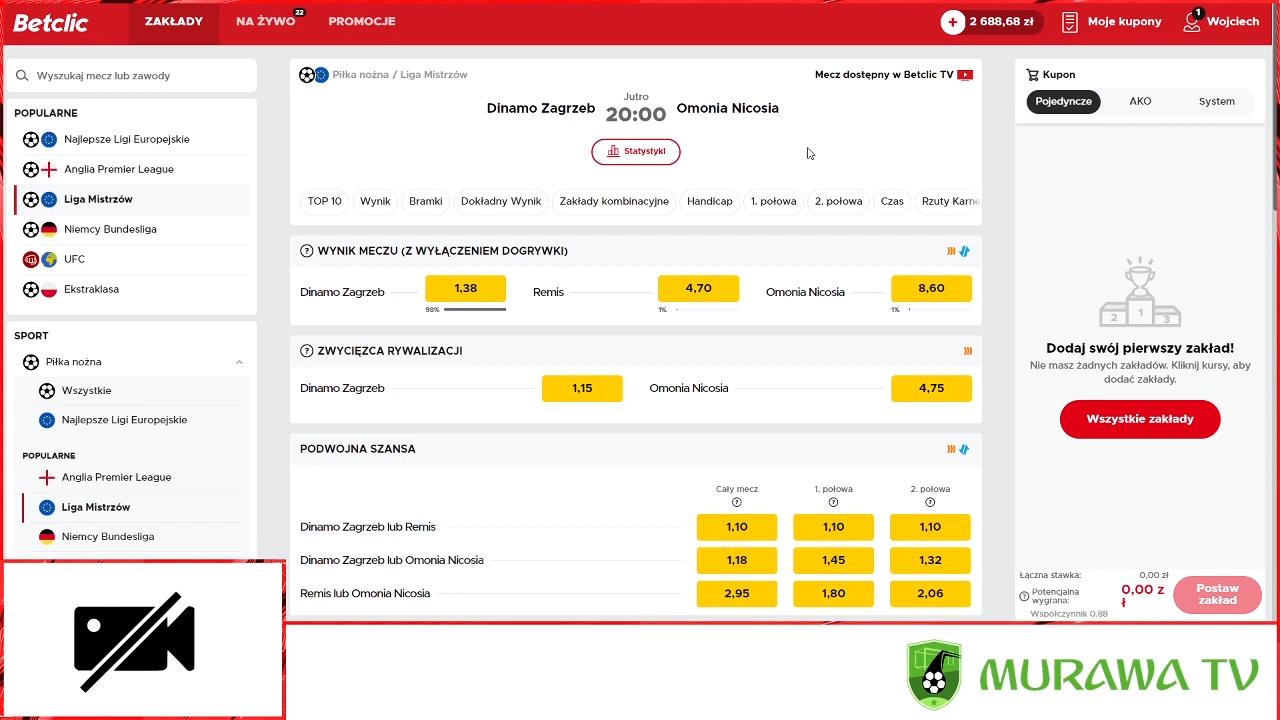 Betclic
ZAKŁADY
NA ŻYWO
22
PROMOCJE
2 688,68 zł
Moje kupony
1
Wojciech
Wyszukaj mecz lub zawody
POPULARNE
Najlepsze Ligi Europejskie
Anglia Premier League
Liga Mistrzów
Niemcy Bundesliga
UFC
Ekstraklasa
SPORT
Piłka nożna
Wszystkie
Najlepsze Ligi Europejskie
POPULARNE
Anglia Premier League
Liga Mistrzów
Niemcy Bundesliga
Piłka nożna / Liga Mistrzów
Mecz dostępny w Betclic TV
Jutro
Dinamo Zagrzeb 20:00 Omonia Nicosia
Statystyki
TOP 10 Wynik Bramki Dokładny Wynik Zakłady kombinacyjne Handicap 1. połowa 2. połowa Czas Rzuty Karne
WYNIK MECZU (Z WYŁĄCZENIEM DOGRYWKI)
Dinamo Zagrzeb 1,38 Remis 4,70 Omonia Nicosia 8,60
98% 1% 1%
ZWYCIĘZCA RYWALIZACJI
Dinamo Zagrzeb 1,15 Omonia Nicosia 4,75
PODWOJNA SZANSA
Cały mecz 1. połowa 2. połowa
Dinamo Zagrzeb lub Remis 1,10 1,10 1,10
Dinamo Zagrzeb lub Omonia Nicosia 1,18 1,45 1,32
Remis lub Omonia Nicosia 2,95 1,80 2,06
Kupon
Pojedyncze AKO System
2 1 3
Dodaj swój pierwszy zakład!
Nie masz żadnych zakładów. Kliknij kursy, aby
dodać zakłady.
Wszystkie zakłady
Łączna stawka: 0,00 zł
Potencjalna
wygrana:
0,00 z
ł
Współczynnik 0.88
Postaw
zakład
MURAWA TV